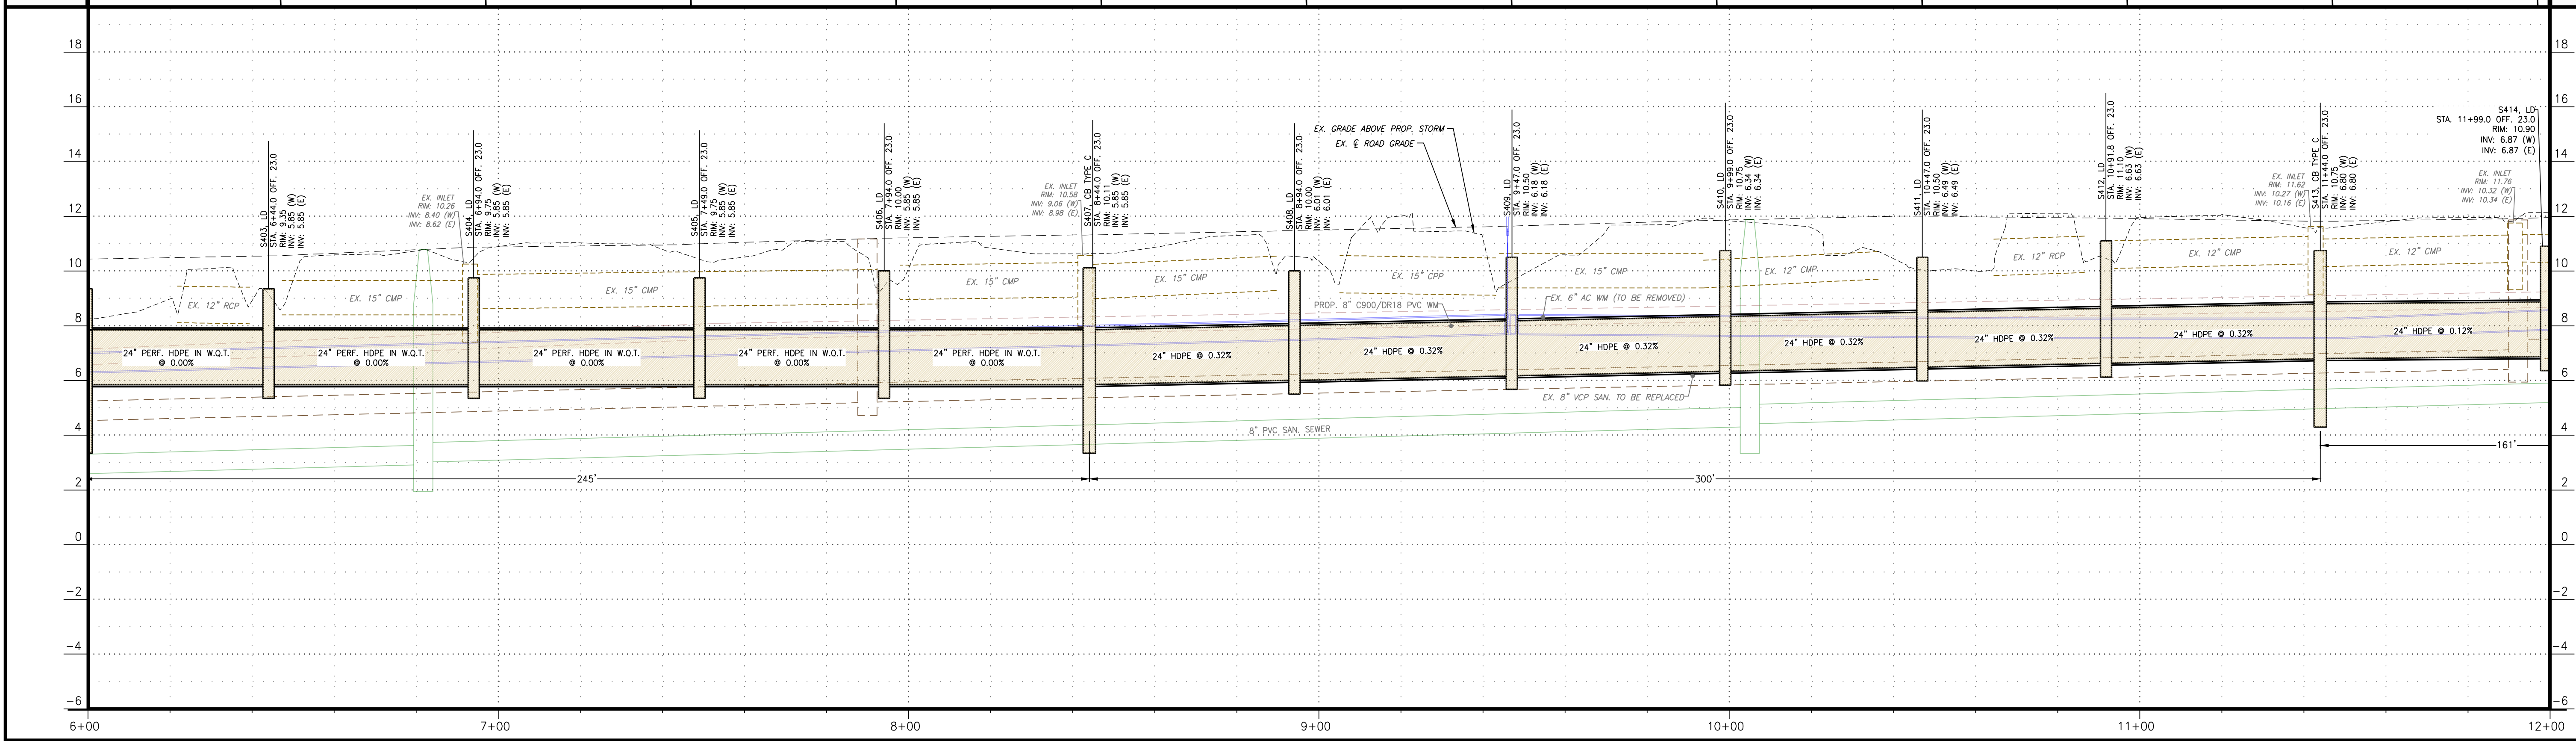 18
16
14
12
10
8
6
4
2
0
-2
-4
-6
S403, LD
STA. 6+44.0 OFF. 23.0
RIM: 9.35
INV: 5.85 (W)
INV: 5.85 (E)
EX. INLET
RIM: 10.26
INV: 8.40 (W)
INV: 8.62 (E)
S404, LD
STA. 6+94.0 OFF. 23.0
RIM: 9.75
INV: 5.85 (W)
INV: 5.85 (E)
S405, LD
STA. 7+49.0 OFF. 23.0
RIM: 9.75
INV: 5.85 (W)
INV: 5.85 (E)
S406, LD
STA. 7+94.0 OFF. 23.0
RIM: 10.00
INV: 5.85 (W)
INV: 5.85 (E)
EX. INLET
RIM: 10.58
INV: 9.06 (W)
INV: 8.98 (E)
S407, CB TYPE C
STA. 8+44.0 OFF. 23.0
RIM: 10.11
INV: 5.85 (W)
INV: 5.85 (E)
S408, LD
STA. 8+94.0 OFF. 23.0
RIM: 10.00
INV: 6.01 (W)
INV: 6.01 (E)
EX. GRADE ABOVE PROP. STORM
EX. ℄ ROAD GRADE
S409, LD
STA. 9+47.0 OFF. 23.0
RIM: 10.50
INV: 6.18 (W)
INV: 6.18 (E)
S410, LD
STA. 9+99.0 OFF. 23.0
RIM: 10.75
INV: 6.34 (W)
INV: 6.34 (E)
S411, LD
STA. 10+47.0 OFF. 23.0
RIM: 10.50
INV: 6.49 (W)
INV: 6.49 (E)
S412, LD
STA. 10+91.8 OFF. 23.0
RIM: 11.10
INV: 6.63 (W)
INV: 6.63 (E)
EX. INLET
RIM: 11.62
INV: 10.27 (W)
INV: 10.16 (E)
S413, CB TYPE C
STA. 11+44.0 OFF. 23.0
RIM: 10.75
INV: 6.80 (W)
INV: 6.80 (E)
S414, LD
STA. 11+99.0 OFF. 23.0
RIM: 10.90
INV: 6.87 (W)
INV: 6.87 (E)
EX. INLET
RIM: 11.76
INV: 10.32 (W)
INV: 10.34 (E)
EX. 12" RCP
EX. 15" CMP
EX. 15" CMP
EX. 15" CMP
EX. 15" CMP
EX. 15" CPP
EX. 15" CMP
EX. 12" CMP
EX. 12" RCP
EX. 12" CMP
EX. 12" CMP
PROP. 8" C900/DR18 PVC WM
EX. 6" AC WM (TO BE REMOVED)
24" PERF. HDPE IN W.Q.T.
@ 0.00%
24" PERF. HDPE IN W.Q.T.
@ 0.00%
24" PERF. HDPE IN W.Q.T.
@ 0.00%
24" PERF. HDPE IN W.Q.T.
@ 0.00%
24" PERF. HDPE IN W.Q.T.
@ 0.00%
24" HDPE @ 0.32%
24" HDPE @ 0.32%
24" HDPE @ 0.32%
24" HDPE @ 0.32%
24" HDPE @ 0.32%
24" HDPE @ 0.32%
24" HDPE @ 0.12%
EX. 8" VCP SAN. TO BE REPLACED
8" PVC SAN. SEWER
245'
300'
161'
18
16
14
12
10
8
6
4
2
0
-2
-4
-6
6+00
7+00
8+00
9+00
10+00
11+00
12+00